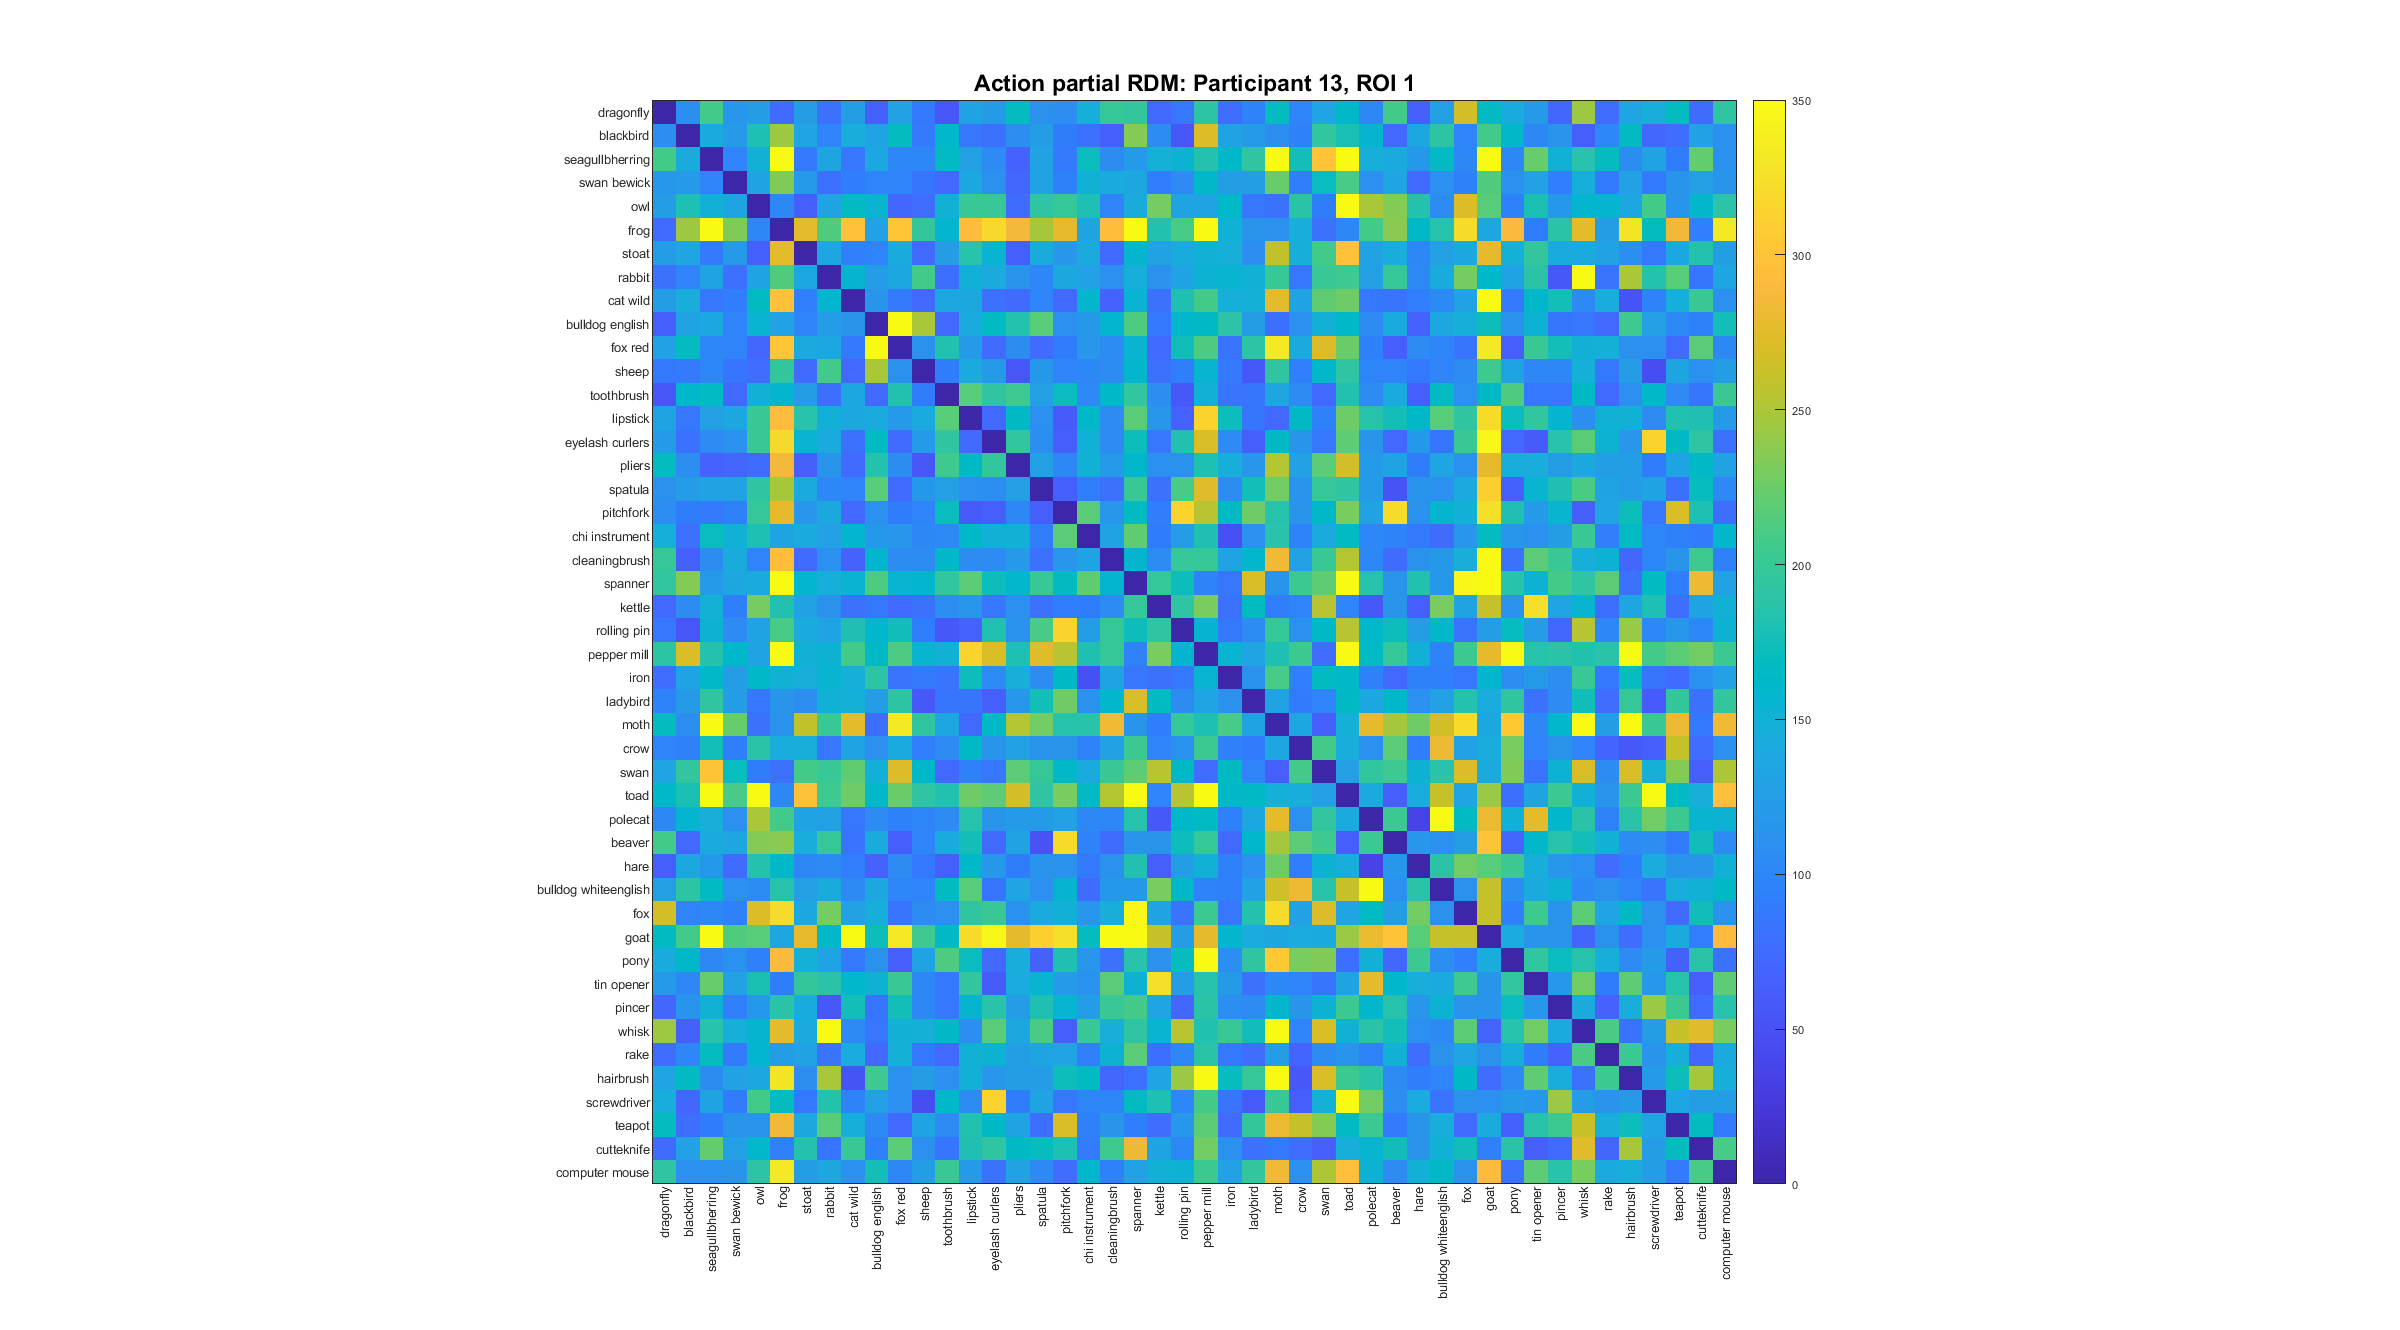 Action partial RDM: Participant 13, ROI 1
dragonfly
blackbird
seagullbherring
swan bewick
owl
frog
stoat
rabbit
cat wild
bulldog english
fox red
sheep
toothbrush
lipstick
eyelash curlers
pliers
spatula
pitchfork
chi instrument
cleaningbrush
spanner
kettle
rolling pin
pepper mill
iron
ladybird
moth
crow
swan
toad
polecat
beaver
hare
bulldog whiteenglish
fox
goat
pony
tin opener
pincer
whisk
rake
hairbrush
screwdriver
teapot
cutteknife
computer mouse
dragonfly
blackbird
seagullbherring
swan bewick
owl
frog
stoat
rabbit
cat wild
bulldog english
fox red
sheep
toothbrush
lipstick
eyelash curlers
pliers
spatula
pitchfork
chi instrument
cleaningbrush
spanner
kettle
rolling pin
pepper mill
iron
ladybird
moth
crow
swan
toad
polecat
beaver
hare
bulldog whiteenglish
fox
goat
pony
tin opener
pincer
whisk
rake
hairbrush
screwdriver
teapot
cutteknife
computer mouse
350
300
250
200
150
100
50
0